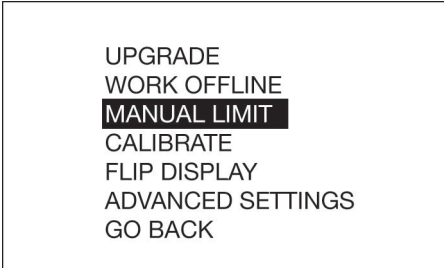 UPGRADE
WORK OFFLINE
MANUAL LIMIT
CALIBRATE
FLIP DISPLAY
ADVANCED SETTINGS
GO BACK